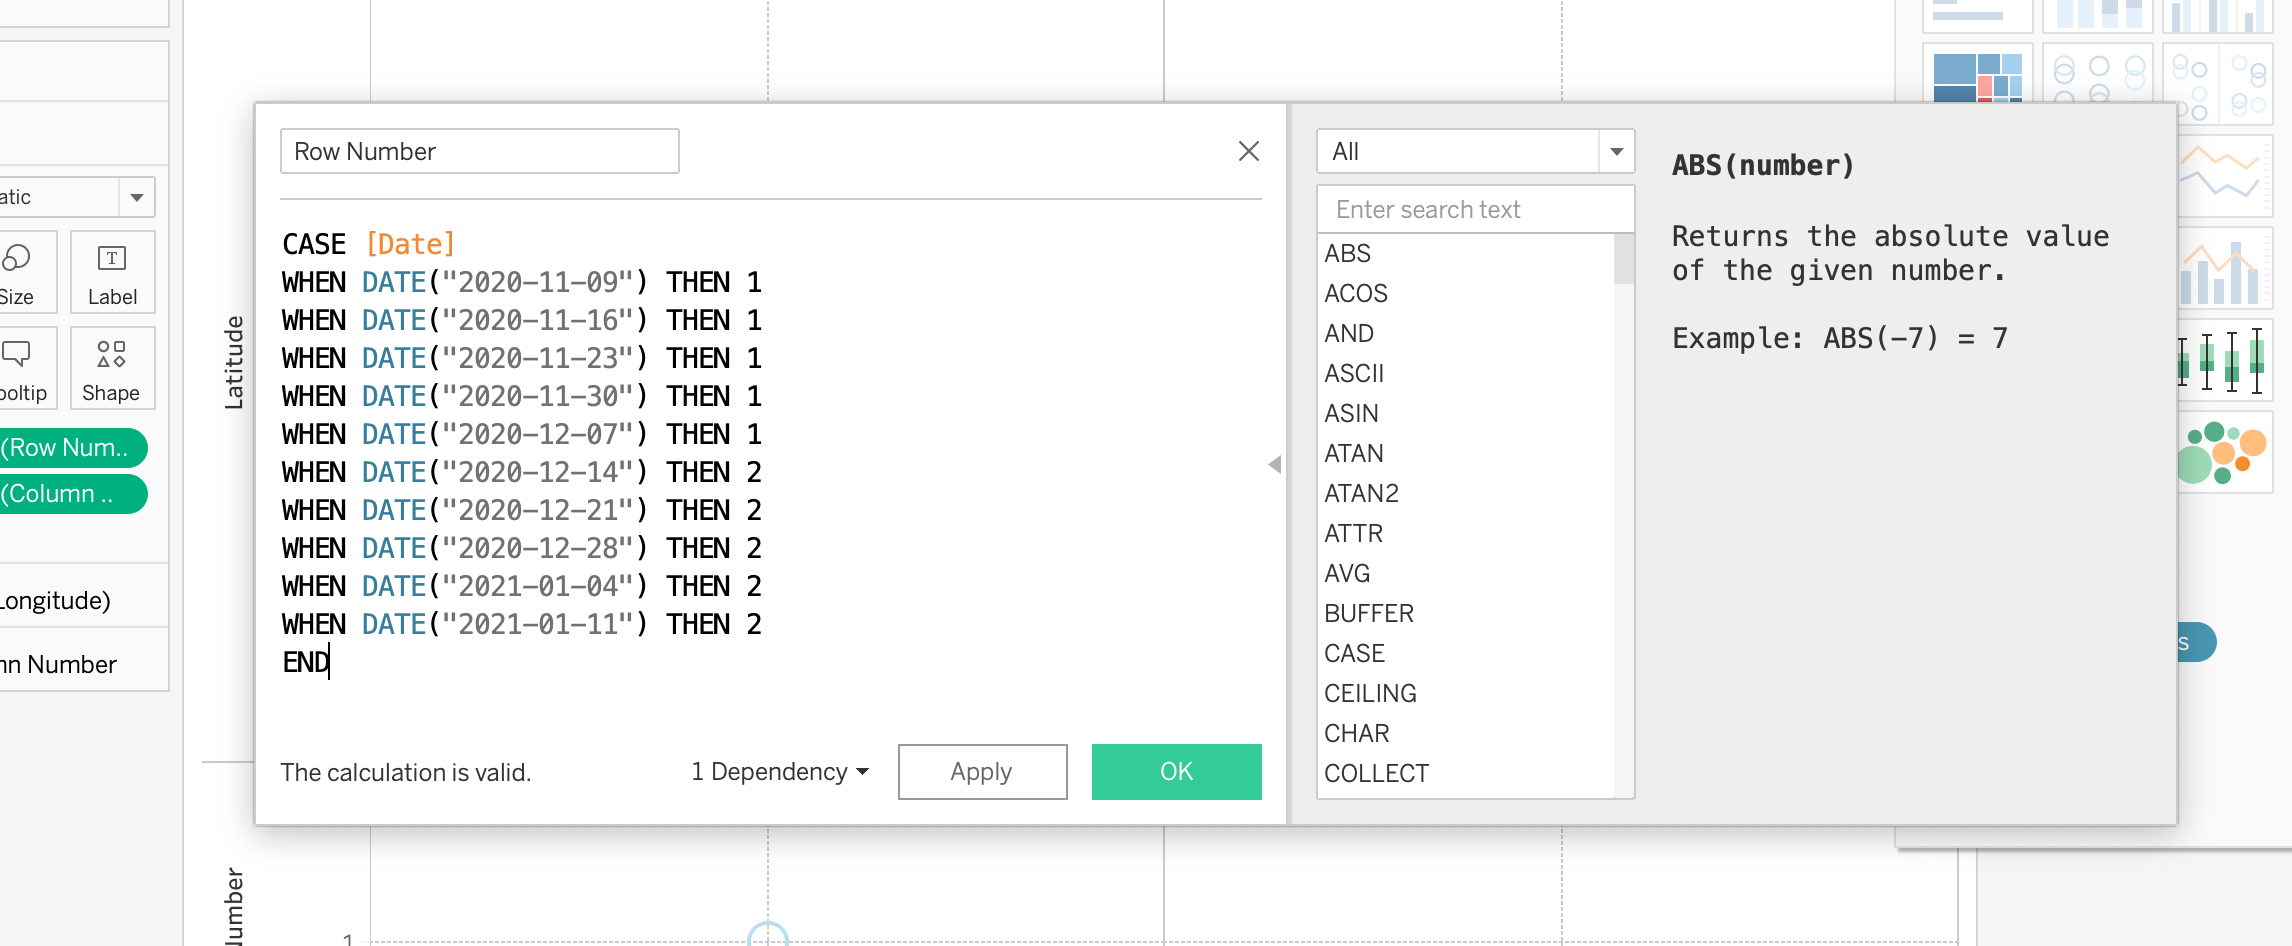 atic
Size
Label
ooltip
Shape
(Row Num..
(Column ..
Longitude)
mn Number
Latitude
Number
1
Row Number
CASE [Date]
WHEN DATE("2020-11-09") THEN 1
WHEN DATE("2020-11-16") THEN 1
WHEN DATE("2020-11-23") THEN 1
WHEN DATE("2020-11-30") THEN 1
WHEN DATE("2020-12-07") THEN 1
WHEN DATE("2020-12-14") THEN 2
WHEN DATE("2020-12-21") THEN 2
WHEN DATE("2020-12-28") THEN 2
WHEN DATE("2021-01-04") THEN 2
WHEN DATE("2021-01-11") THEN 2
END
The calculation is valid.
1 Dependency
Apply
OK
All
Enter search text
ABS
ACOS
AND
ASCII
ASIN
ATAN
ATAN2
ATTR
AVG
BUFFER
CASE
CEILING
CHAR
COLLECT
ABS(number)
Returns the absolute value
of the given number.
Example: ABS(-7) = 7
s